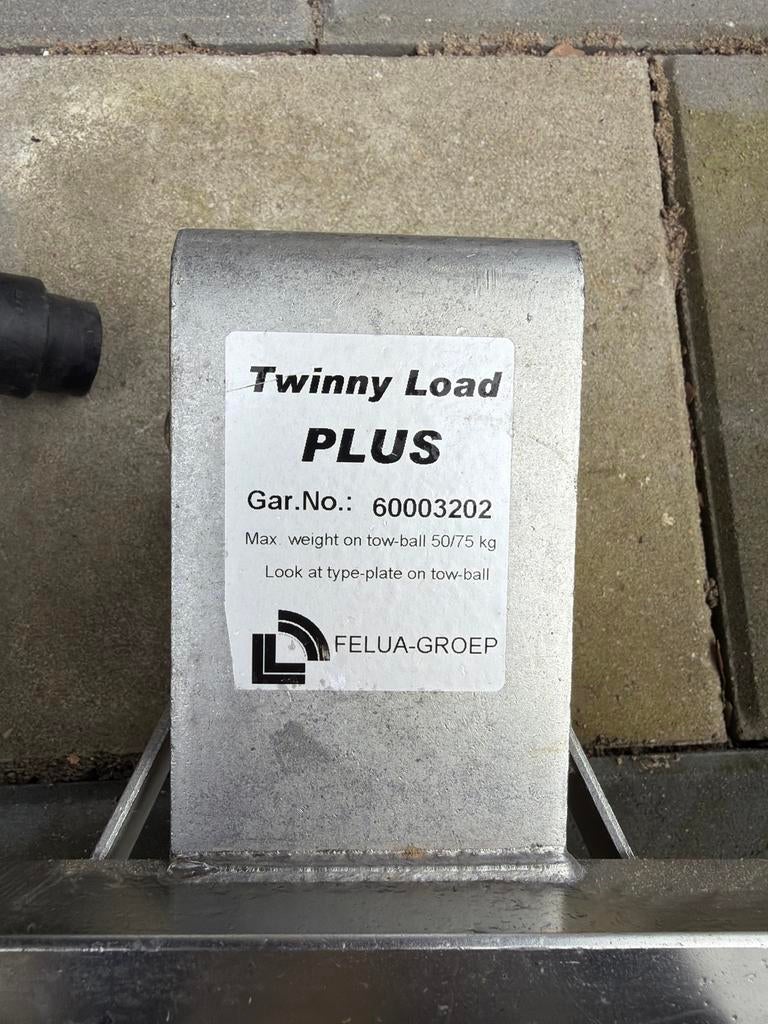 Twinny Load
PLUS
Gar.No.: 60003202
Max. weight on tow-ball 50/75 kg
Look at type-plate on tow-ball
FELUA-GROEP